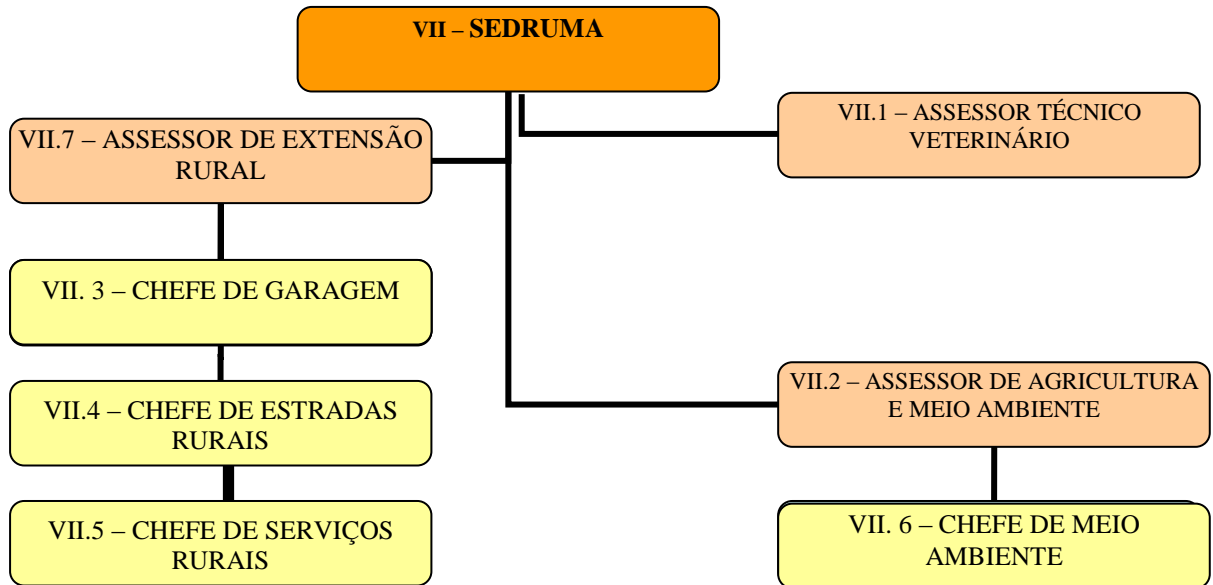 VII – SEDRUMA
VII.1 – ASSESSOR TÉCNICO
VETERINÁRIO
VII.7 – ASSESSOR DE EXTENSÃO
RURAL
VII. 3 – CHEFE DE GARAGEM
VII.4 – CHEFE DE ESTRADAS
RURAIS
VII.5 – CHEFE DE SERVIÇOS
RURAIS
VII.2 – ASSESSOR DE AGRICULTURA
E MEIO AMBIENTE
VII. 6 – CHEFE DE MEIO
AMBIENTE